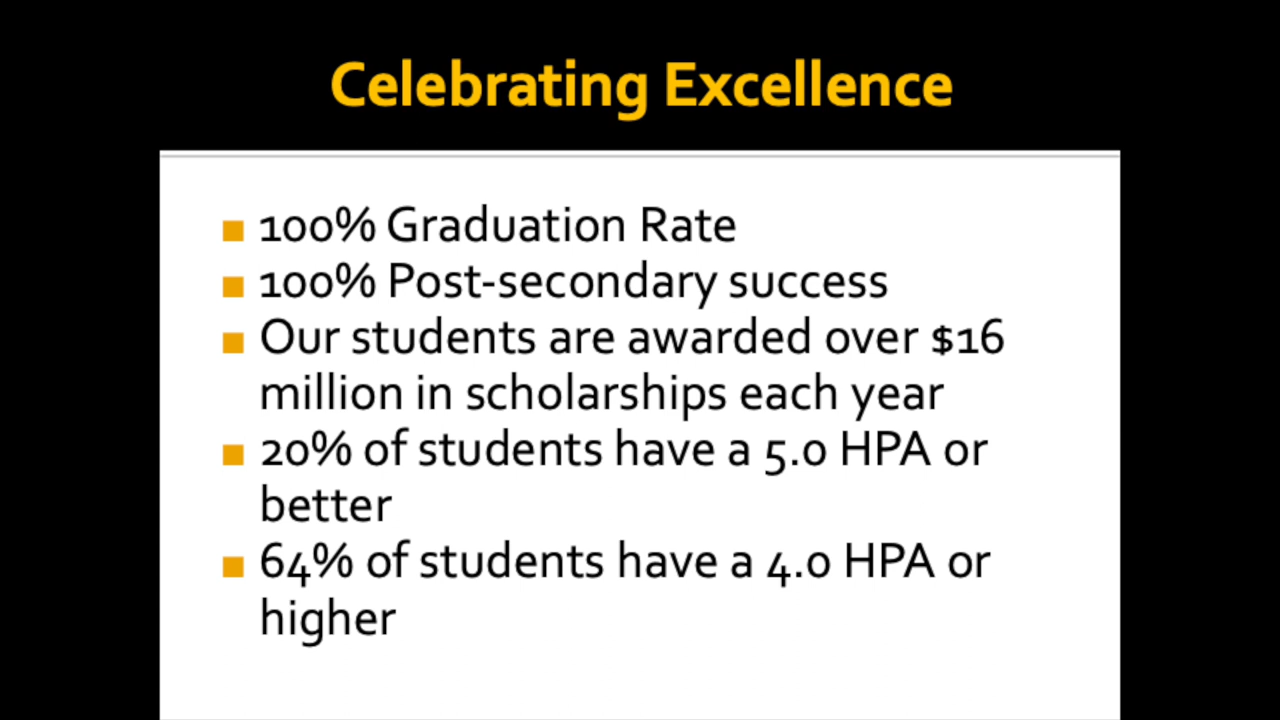 Celebrating Excellence
100% Graduation Rate
100% Post-secondary success
Our students are awarded over $16
million in scholarships each year
20% of students have a 5.0 HPA or
better
64% of students have a 4.0 HPA or
higher